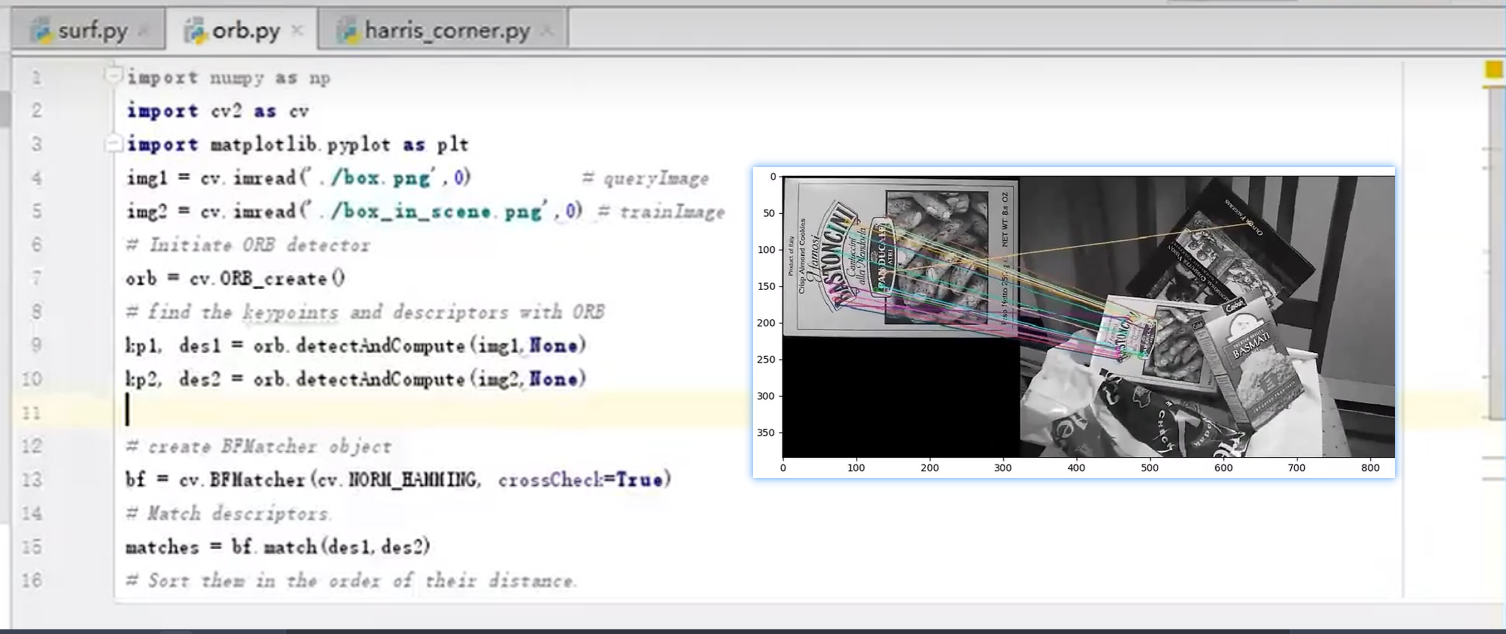 surf.py orb.py harris_corner.py
1 import numpy as np
2 import cv2 as cv
3 import matplotlib.pyplot as plt
4 img1 = cv.imread('./box.png',0) # queryImage
5 img2 = cv.imread('./box_in_scene.png',0) # trainImage
6 # Initiate ORB detector
7 orb = cv.ORB_create()
8 # find the keypoints and descriptors with ORB
9 kp1, des1 = orb.detectAndCompute(img1,None)
10 kp2, des2 = orb.detectAndCompute(img2,None)
11
12 # create BFMatcher object
13 bf = cv.BFMatcher(cv.NORM_HAMMING, crossCheck=True)
14 # Match descriptors.
15 matches = bf.match(des1,des2)
16 # Sort them in the order of their distance.
0
50
100
150
200
250
300
350
0 100 200 300 400 500 600 700 800
Product of Italy
Crisp Almond Cookies
Famosi
BASTONCINI
Cantuccini
alla Mandorla
NET WT. 8.8 OZ
BASTONCINI
BASMATI